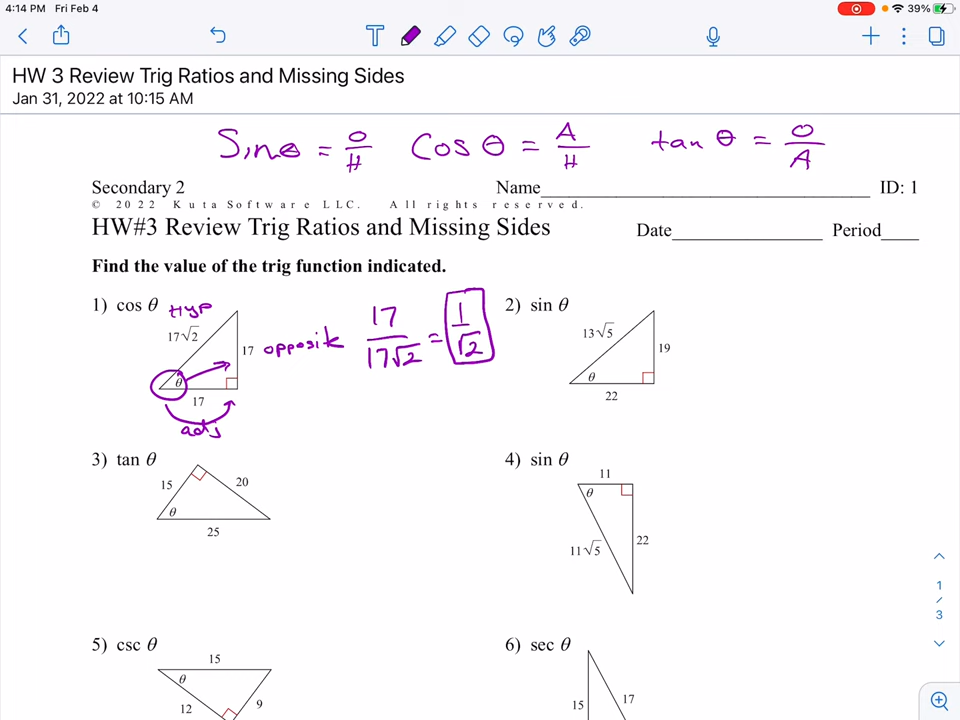 4:14 PM Fri Feb 4 39%
HW 3 Review Trig Ratios and Missing Sides
Jan 31, 2022 at 10:15 AM
Sinθ = O/H Cos θ = A/H tan θ = O/A
Secondary 2 Name ID: 1
© 2022 Kuta Software LLC. All rights reserved.
HW#3 Review Trig Ratios and Missing Sides Date Period
Find the value of the trig function indicated.
1) cos θ
Hyp
17√2
17
opposite
θ
17
adj
17/17√2 = 1/√2
2) sin θ
13√5
19
θ
22
3) tan θ
15
20
θ
25
4) sin θ
11
θ
11√5
22
5) csc θ
15
θ
12
9
6) sec θ
15
17
1
/
3